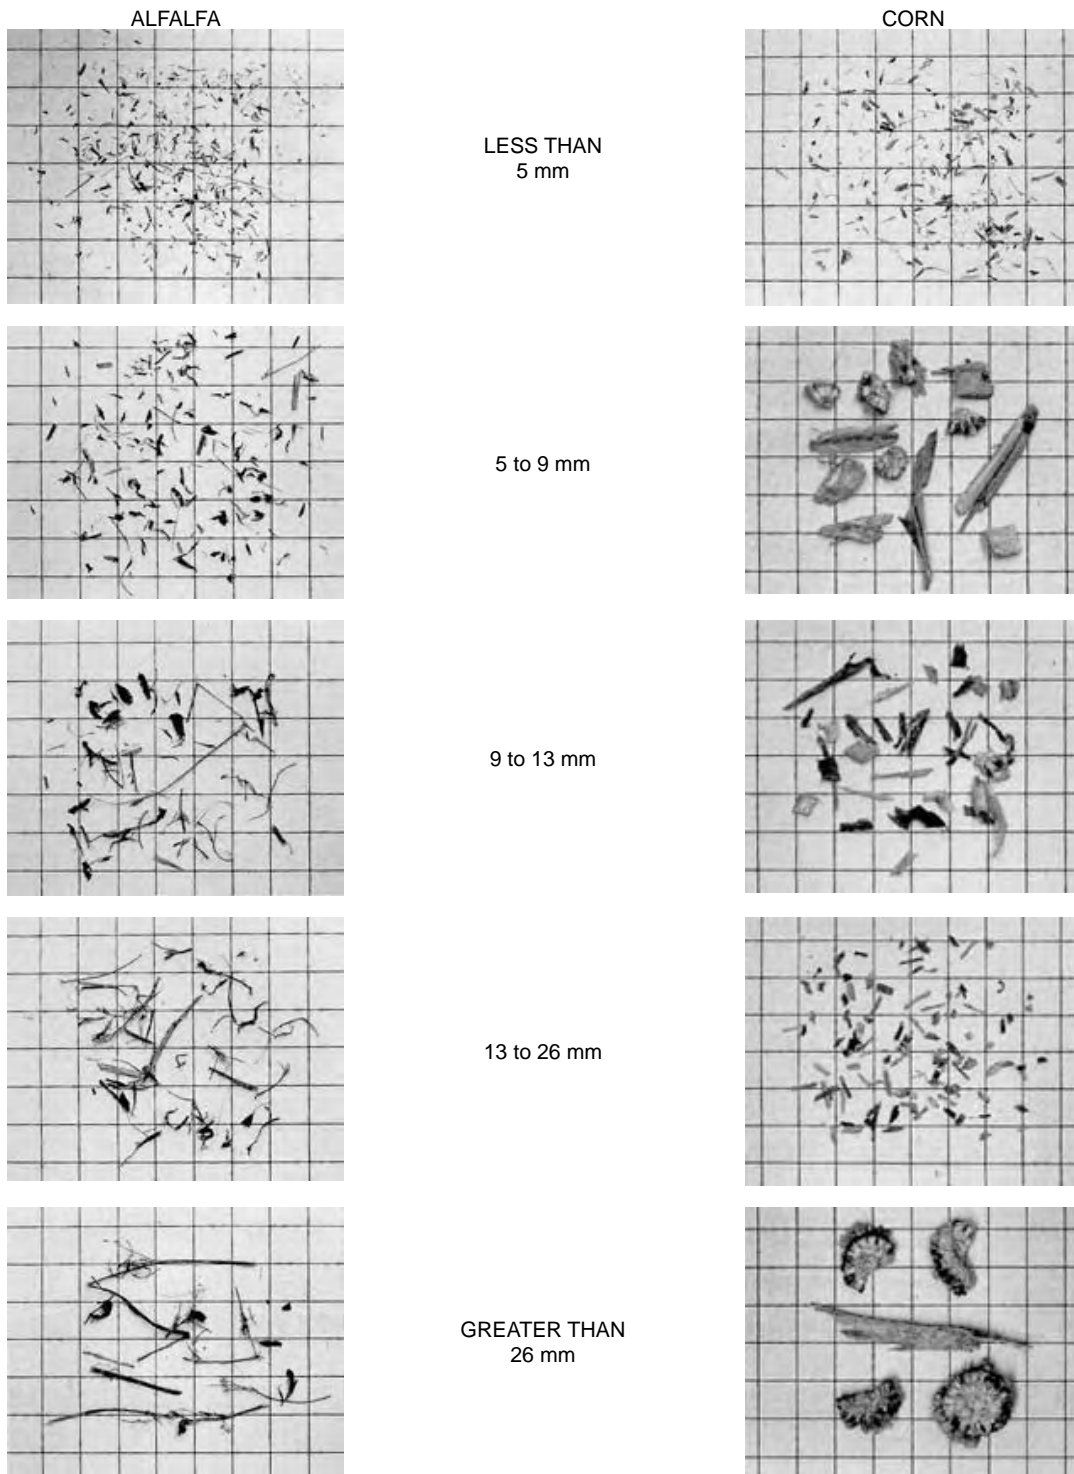 ALFALFA
CORN
LESS THAN
5 mm
5 to 9 mm
9 to 13 mm
13 to 26 mm
GREATER THAN
26 mm